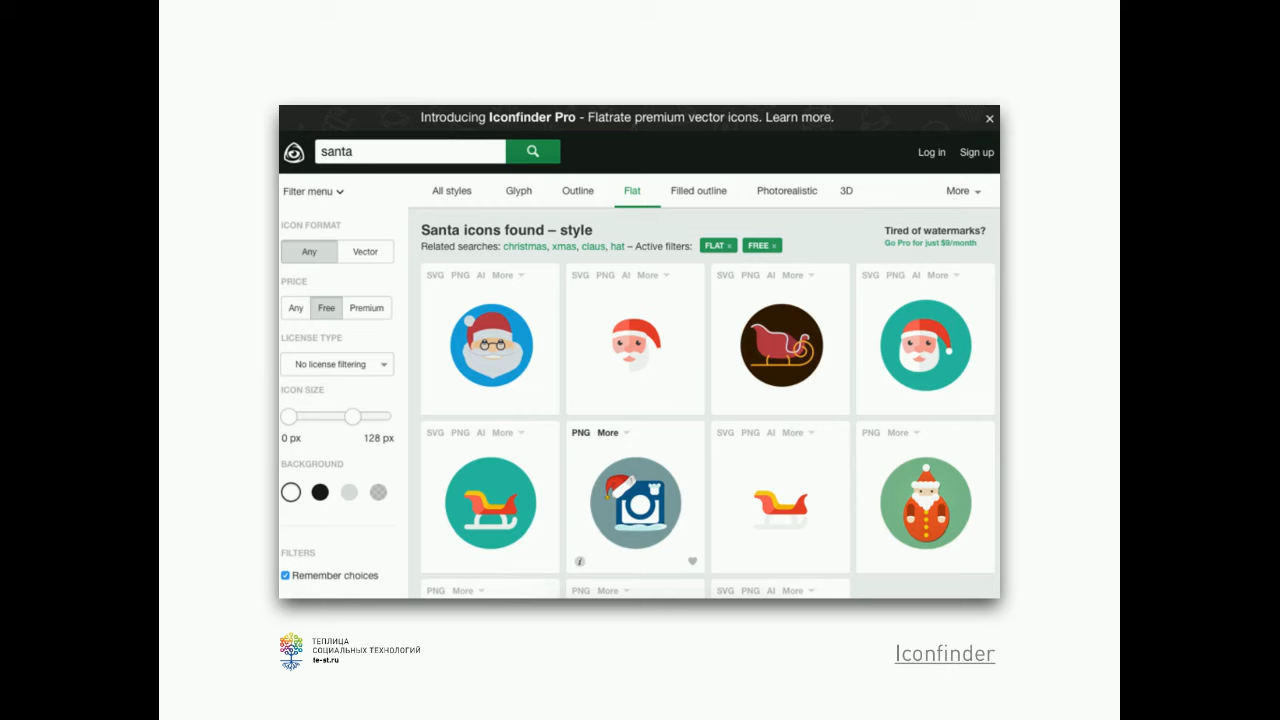 Introducing Iconfinder Pro - Flatrate premium vector icons. Learn more.
santa
Log in
Sign up
Filter menu
All styles
Glyph
Outline
Flat
Filled outline
Photorealistic
3D
More
ICON FORMAT
Any
Vector
PRICE
Any
Free
Premium
LICENSE TYPE
No license filtering
ICON SIZE
0 px
128 px
BACKGROUND
FILTERS
Remember choices
Santa icons found – style
Related searches: christmas, xmas, claus, hat – Active filters: FLAT × FREE ×
Tired of watermarks?
Go Pro for just $9/month
SVG PNG AI More
SVG PNG AI More
SVG PNG AI More
SVG PNG AI More
SVG PNG AI More
PNG More
SVG PNG AI More
PNG More
PNG More
PNG More
SVG PNG AI More
ТЕПЛИЦА
СОЦИАЛЬНЫХ ТЕХНОЛОГИЙ
te-st.ru
Iconfinder